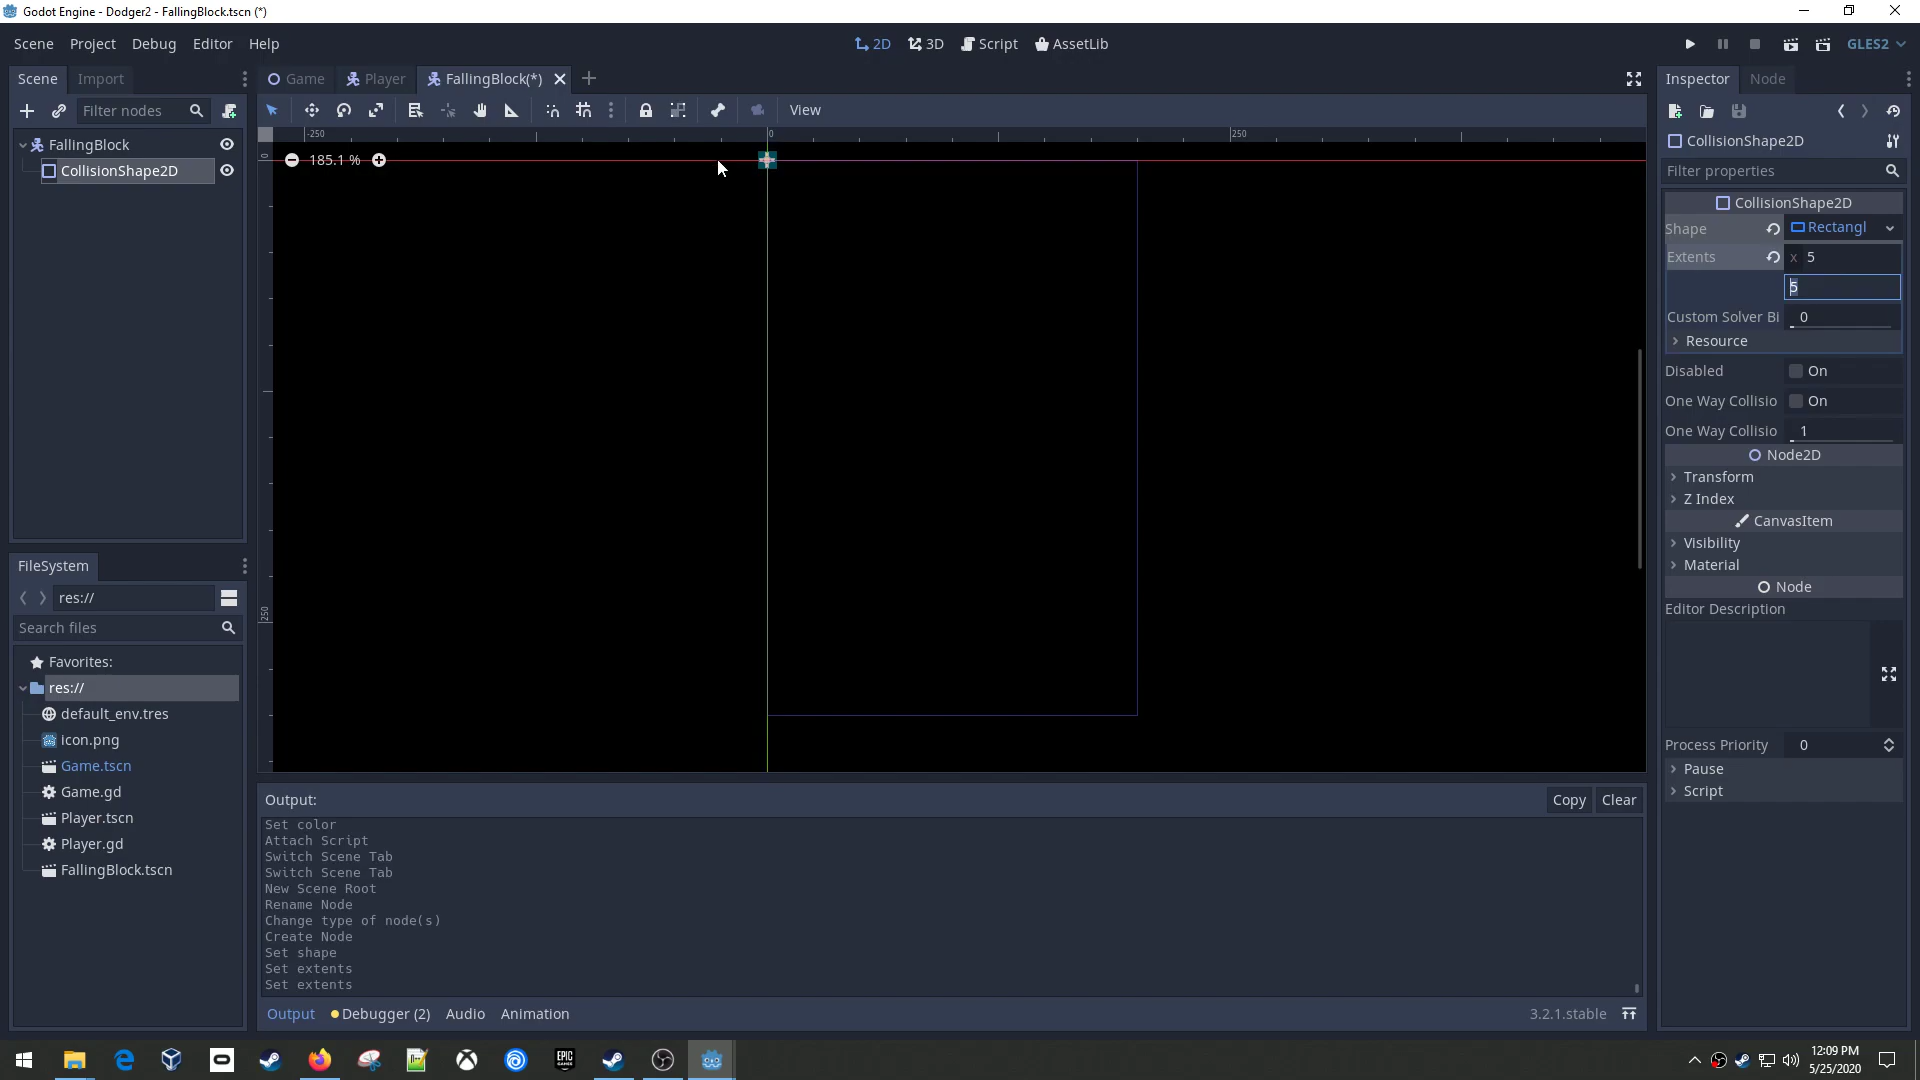 Godot Engine - Dodger2 - FallingBlock.tscn (*)
Scene Project Debug Editor Help
2D 3D Script AssetLib
GLES2
Scene Import
Game Player FallingBlock(*)
Inspector Node
Filter nodes
View
-250 0 250
FallingBlock
CollisionShape2D
0
185.1 %
250
CollisionShape2D
Filter properties
CollisionShape2D
Shape Rectangl
Extents x 5
5
Custom Solver Bi 0
Resource
Disabled On
One Way Collisio On
One Way Collisio 1
Node2D
Transform
Z Index
CanvasItem
Visibility
Material
Node
Editor Description
Process Priority 0
Pause
Script
FileSystem
res://
Search files
Favorites:
res://
default_env.tres
icon.png
Game.tscn
Game.gd
Player.tscn
Player.gd
FallingBlock.tscn
Output:
Copy Clear
Set color
Attach Script
Switch Scene Tab
Switch Scene Tab
New Scene Root
Rename Node
Change type of node(s)
Create Node
Set shape
Set extents
Set extents
Output Debugger (2) Audio Animation
3.2.1.stable
EPIC
GAMES
12:09 PM
5/25/2020